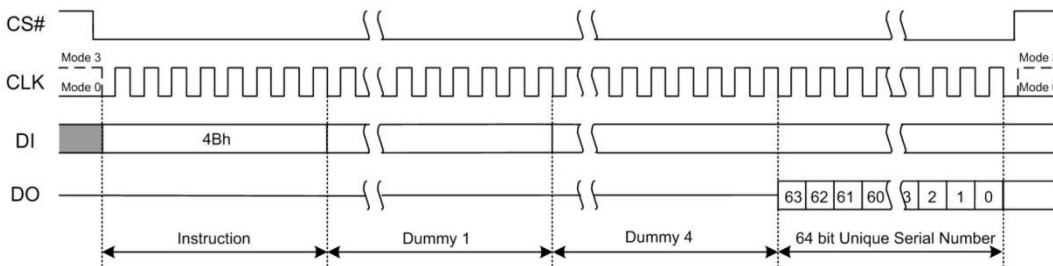 CS#
Mode 3
Mode 3
CLK
Mode 0
Mode 0
DI
4Bh
DO
63 62 61 60 3 2 1 0
Instruction
Dummy 1
Dummy 4
64 bit Unique Serial Number